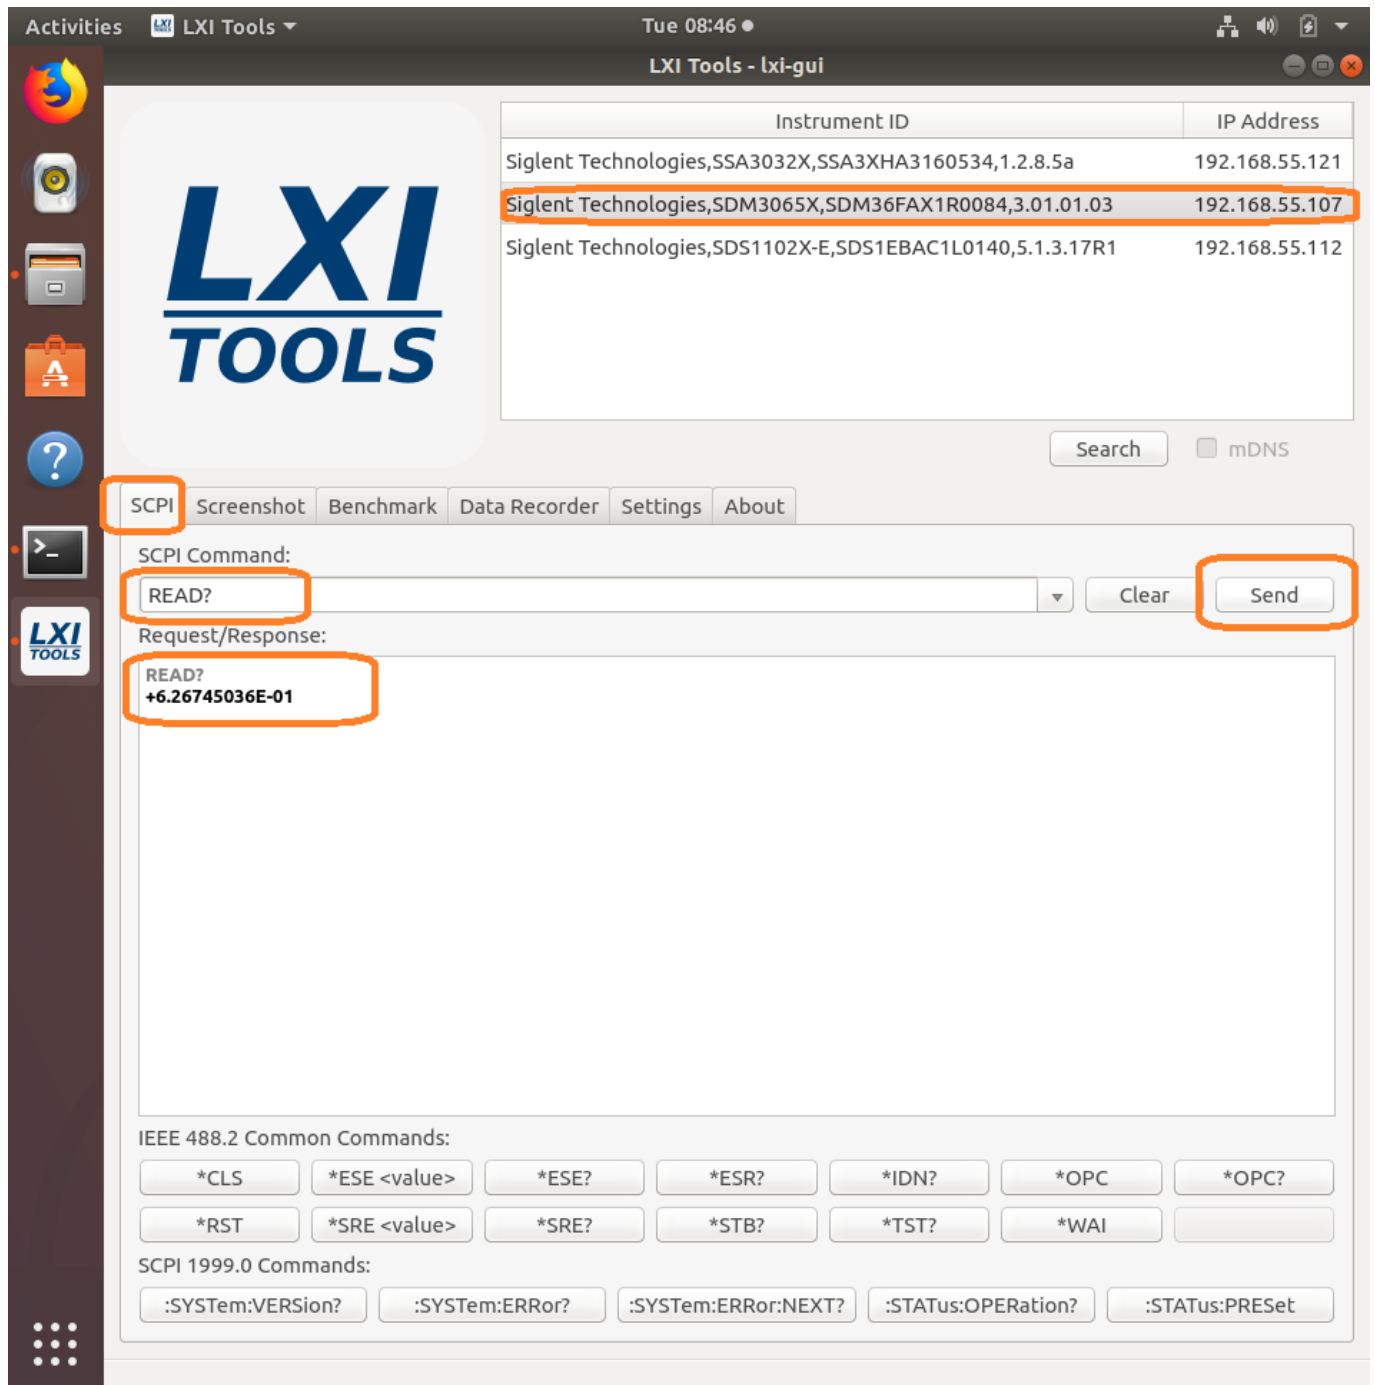 Activities LXI TOOLS LXI Tools Tue 08:46
LXI Tools - lxi-gui
LXI
TOOLS
Instrument ID IP Address
Siglent Technologies,SSA3032X,SSA3XHA3160534,1.2.8.5a 192.168.55.121
Siglent Technologies,SDM3065X,SDM36FAX1R0084,3.01.01.03 192.168.55.107
Siglent Technologies,SDS1102X-E,SDS1EBAC1L0140,5.1.3.17R1 192.168.55.112
Search mDNS
SCPI Screenshot Benchmark Data Recorder Settings About
SCPI Command:
READ? Clear Send
Request/Response:
READ?
+6.26745036E-01
LXI
TOOLS
IEEE 488.2 Common Commands:
*CLS *ESE <value> *ESE? *ESR? *IDN? *OPC *OPC?
*RST *SRE <value> *SRE? *STB? *TST? *WAI
SCPI 1999.0 Commands:
:SYSTem:VERSion? :SYSTem:ERRor? :SYSTem:ERRor:NEXT? :STATus:OPERation? :STATus:PRESet